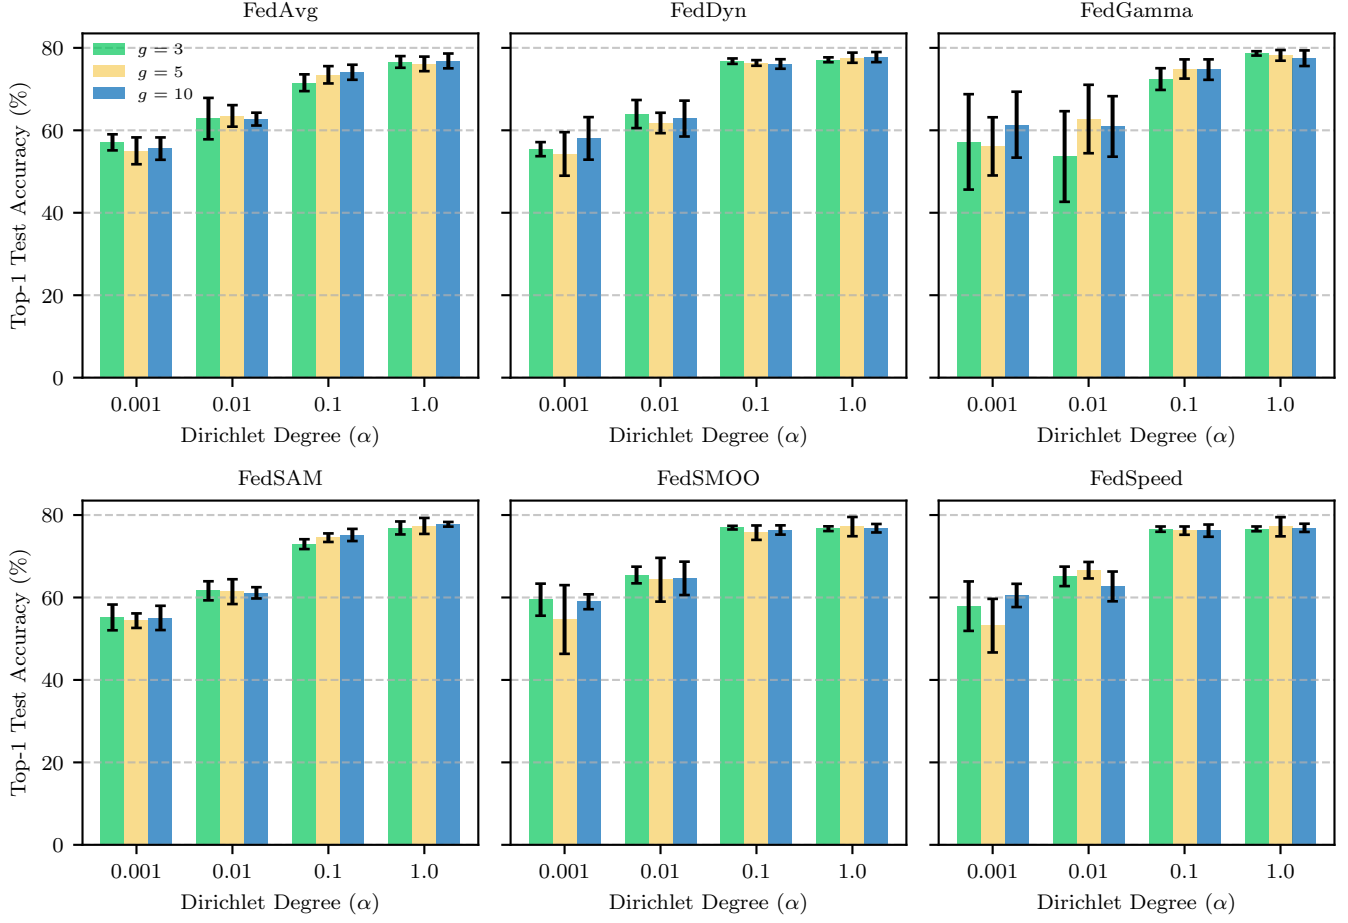 FedAvg
FedDyn
FedGamma
Top-1 Test Accuracy (%)
80
60
40
20
0
g = 3
g = 5
g = 10
0.001 0.01 0.1 1.0
0.001 0.01 0.1 1.0
0.001 0.01 0.1 1.0
Dirichlet Degree (α)
Dirichlet Degree (α)
Dirichlet Degree (α)
FedSAM
FedSMOO
FedSpeed
Top-1 Test Accuracy (%)
80
60
40
20
0
0.001 0.01 0.1 1.0
0.001 0.01 0.1 1.0
0.001 0.01 0.1 1.0
Dirichlet Degree (α)
Dirichlet Degree (α)
Dirichlet Degree (α)